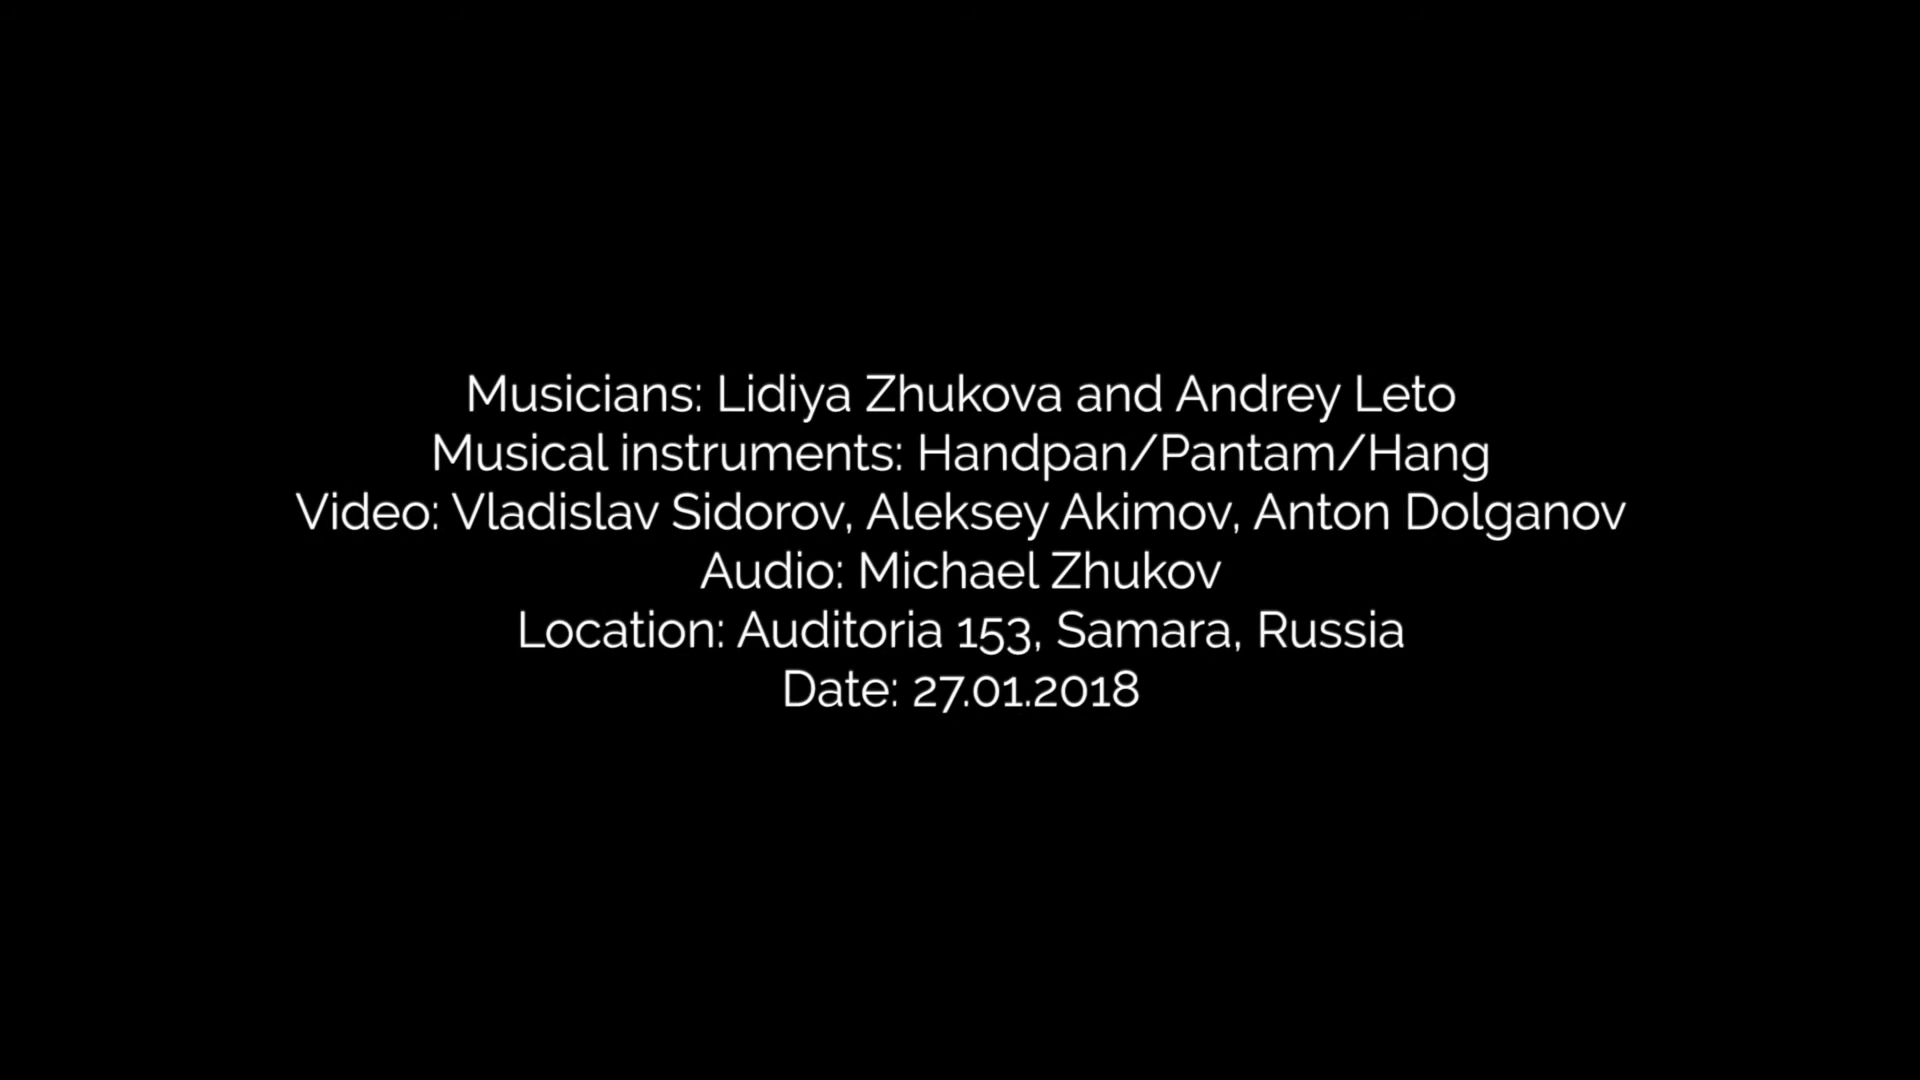 Musicians: Lidiya Zhukova and Andrey Leto
Musical instruments: Handpan/Pantam/Hang
Video: Vladislav Sidorov, Aleksey Akimov, Anton Dolganov
Audio: Michael Zhukov
Location: Auditoria 153, Samara, Russia
Date: 27.01.2018